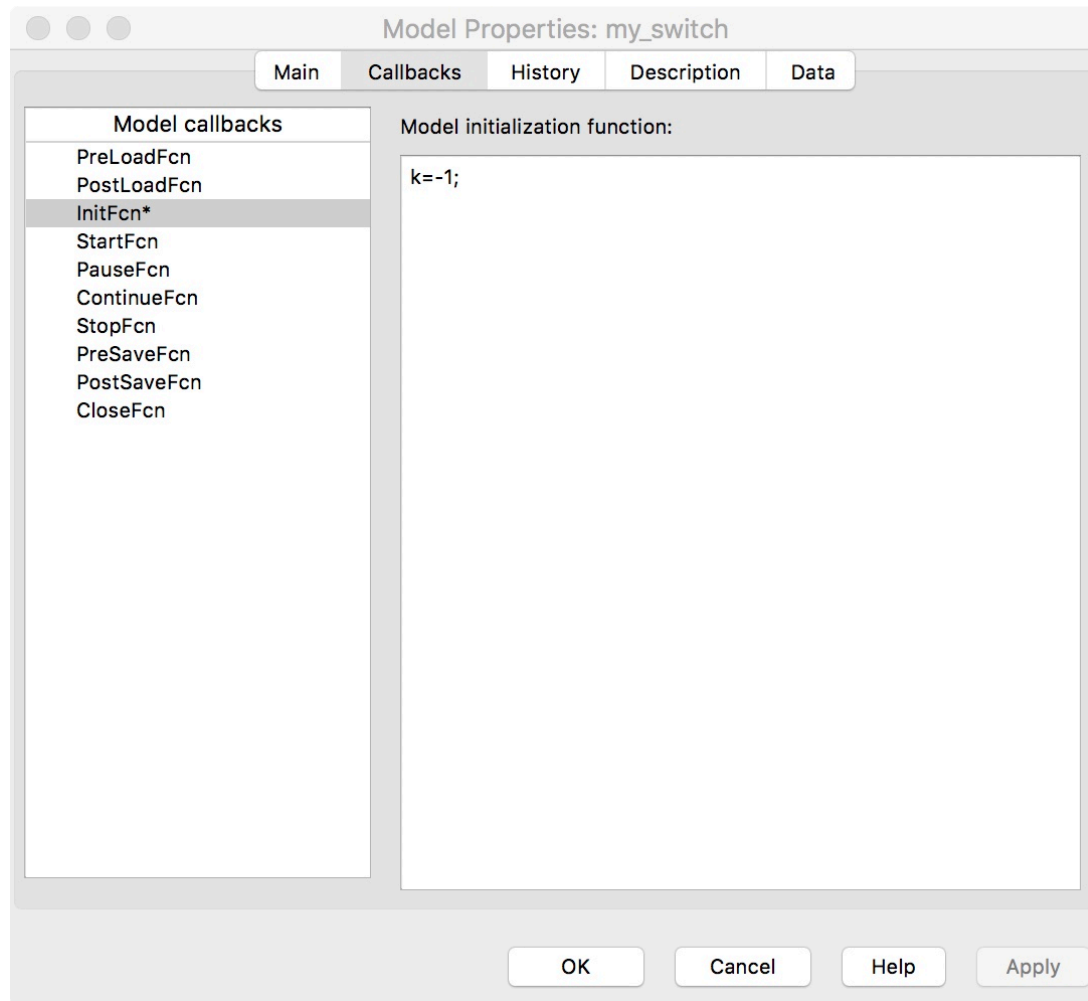 Model Properties: my_switch
Main Callbacks History Description Data
Model callbacks
PreLoadFcn
PostLoadFcn
InitFcn*
StartFcn
PauseFcn
ContinueFcn
StopFcn
PreSaveFcn
PostSaveFcn
CloseFcn
Model initialization function:
k=-1;
OK Cancel Help Apply